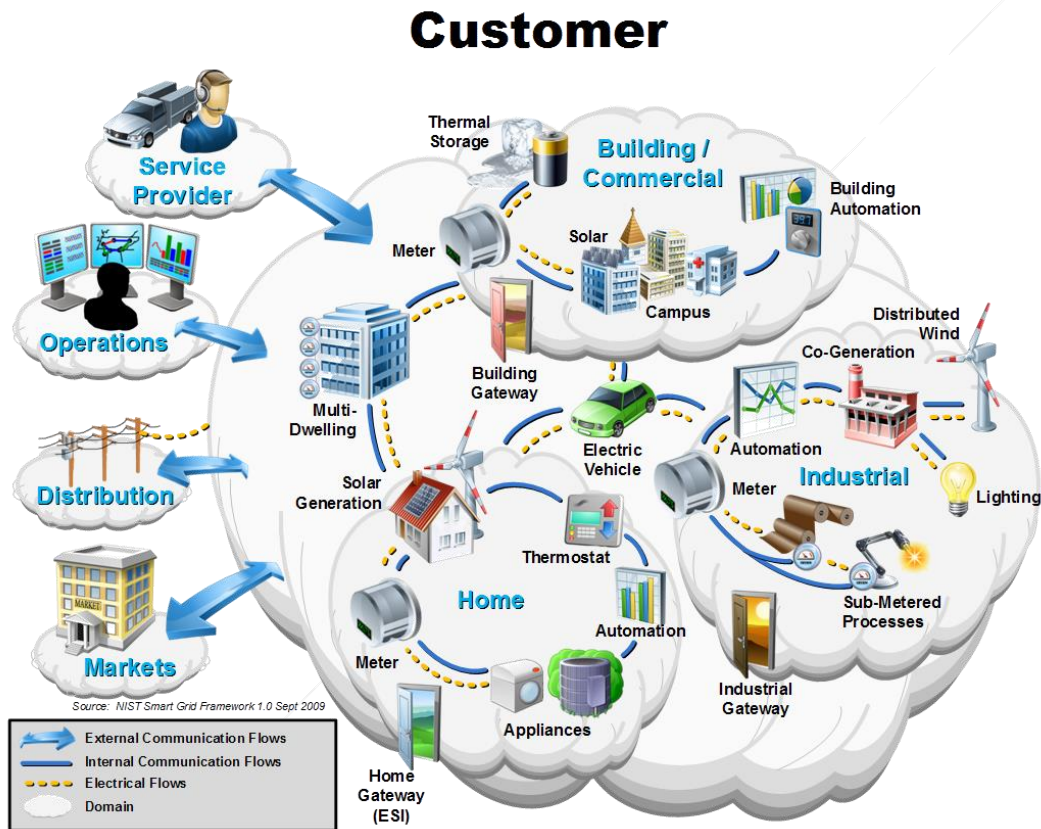 Customer
Service
Provider
Operations
Distribution
MARKET
Markets
Thermal
Storage
Building /
Commercial
Building
Automation
Meter
Solar
Campus
Building
Gateway
Multi-
Dwelling
Electric
Vehicle
Distributed
Wind
Co-Generation
Automation
Industrial
Meter
Lighting
Sub-Metered
Processes
Industrial
Gateway
Solar
Generation
Thermostat
Home
Automation
Meter
Appliances
Home
Gateway
(ESI)
Source: NIST Smart Grid Framework 1.0 Sept 2009
External Communication Flows
Internal Communication Flows
Electrical Flows
Domain